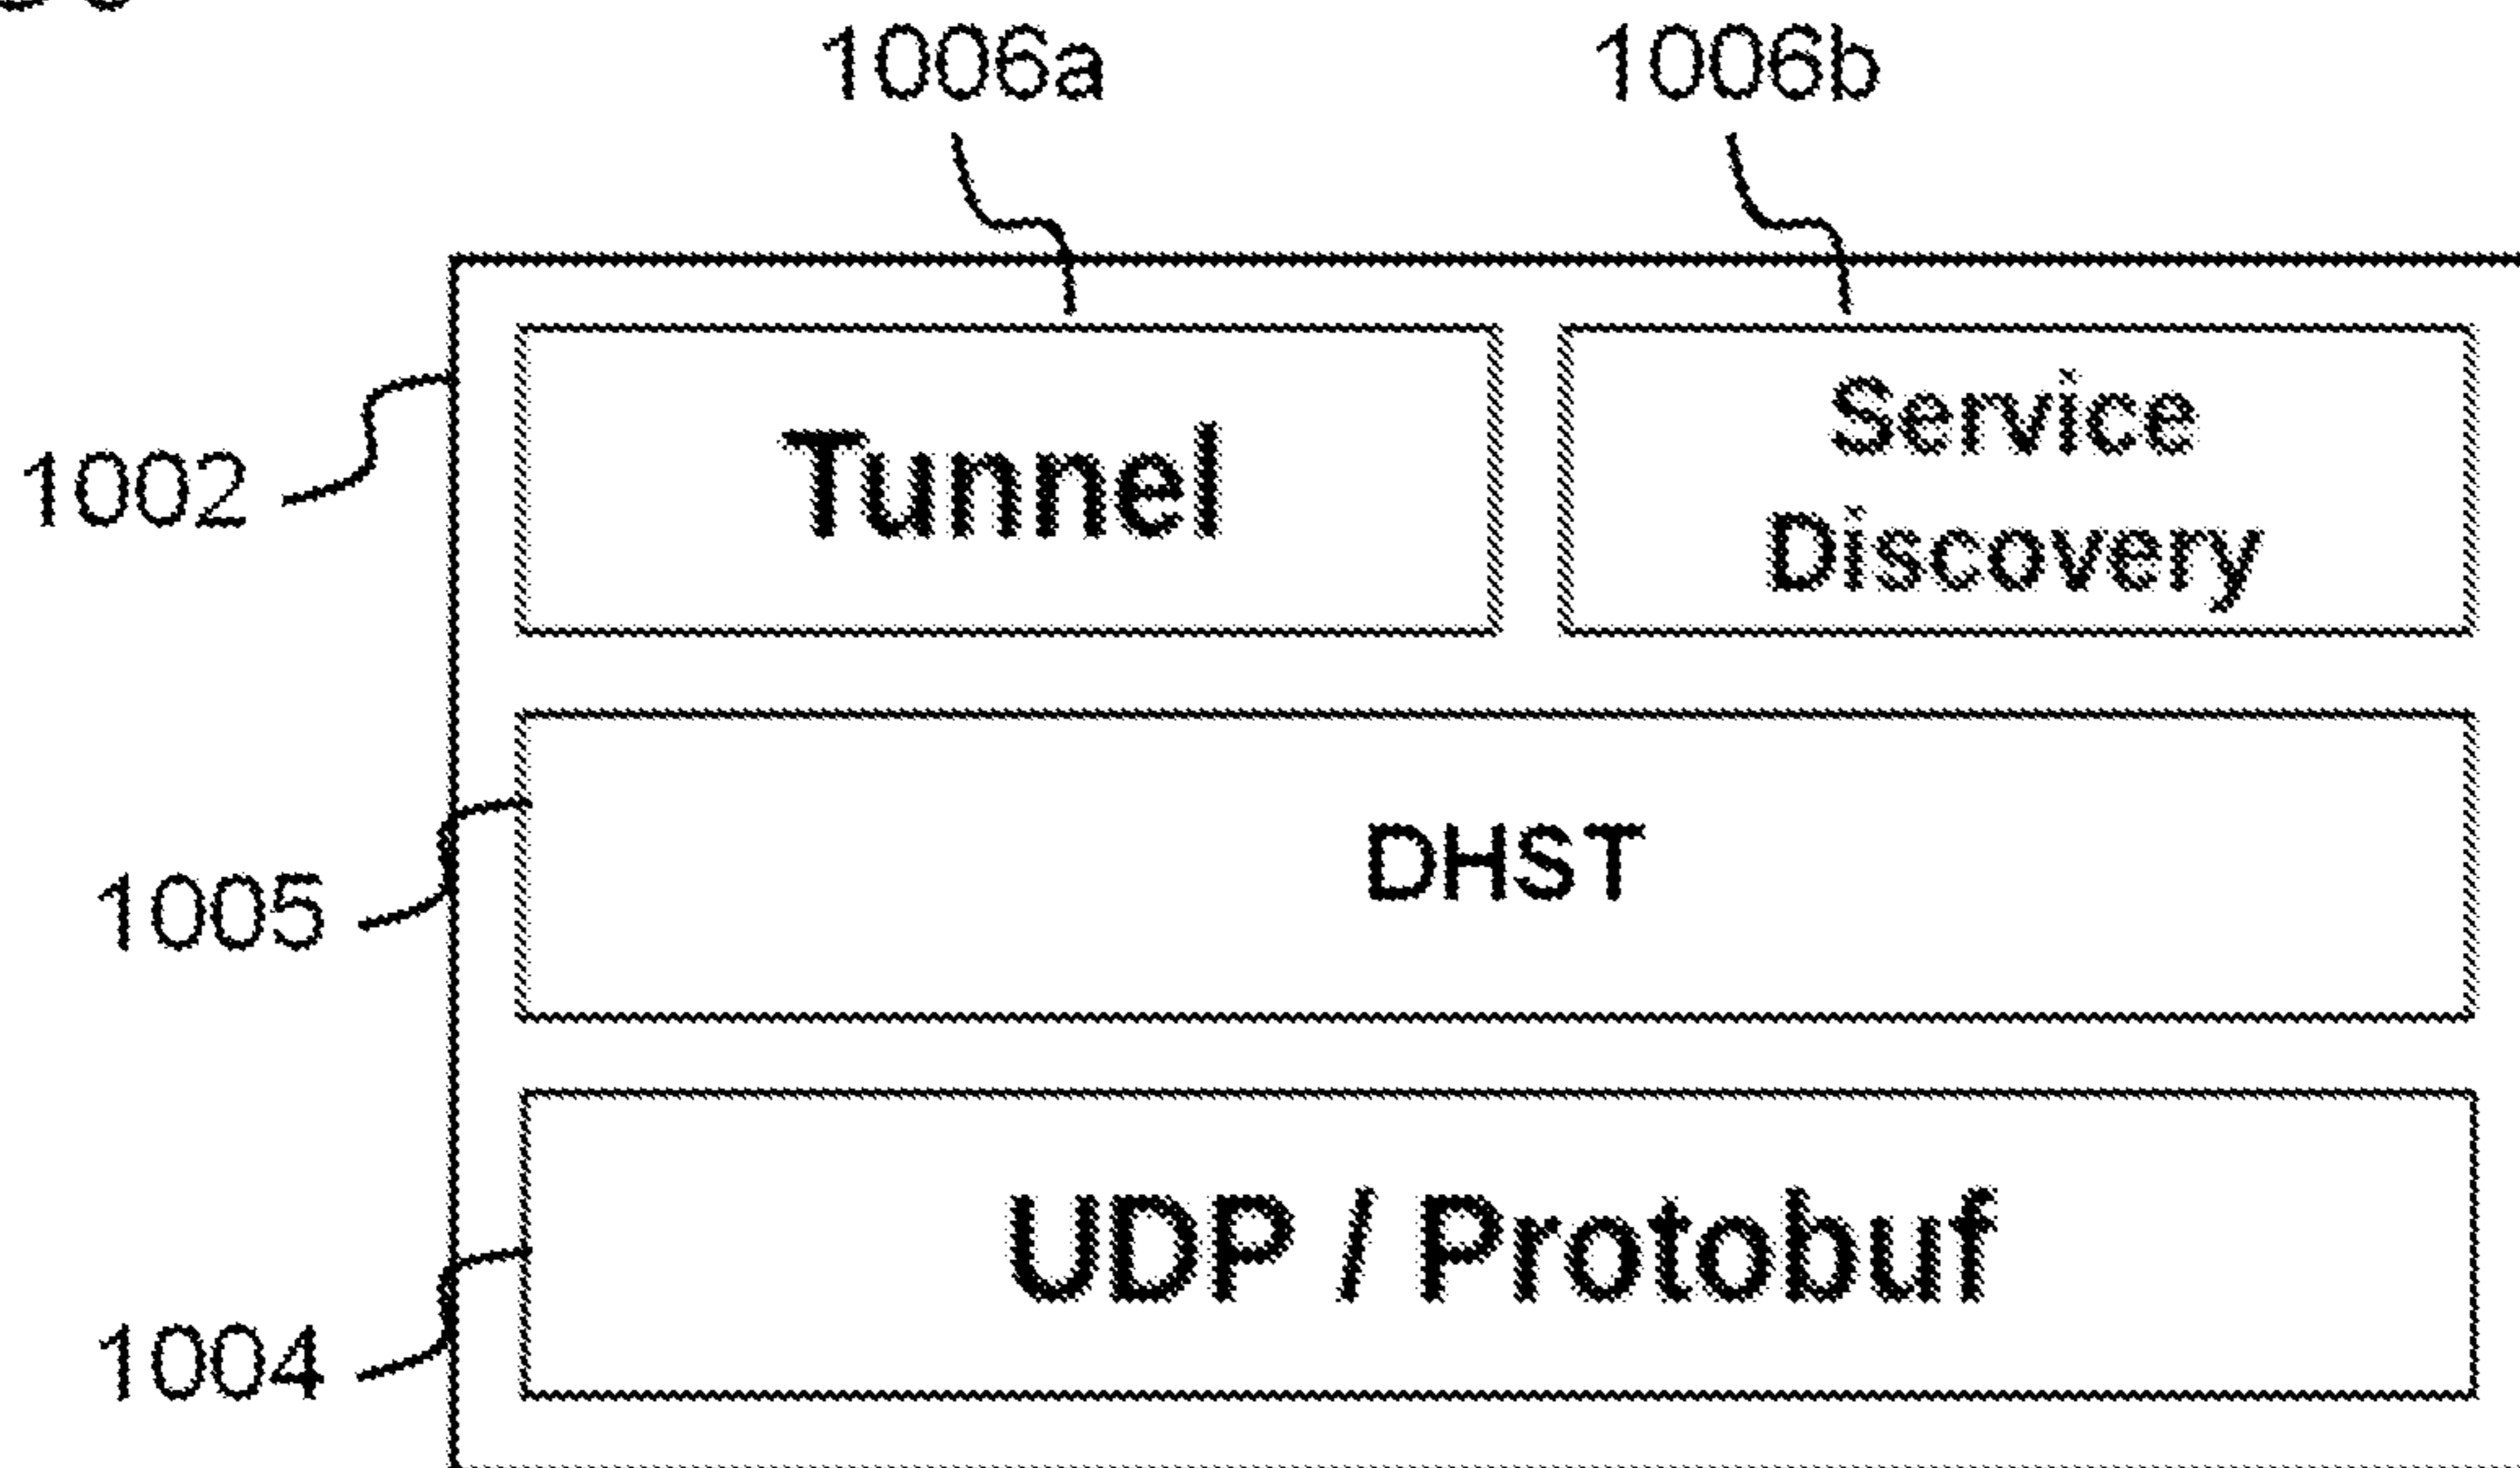 1006a 1006b
1002
Tunnel
Service
Discovery
1005
DHST
1004
UDP / Protobuf